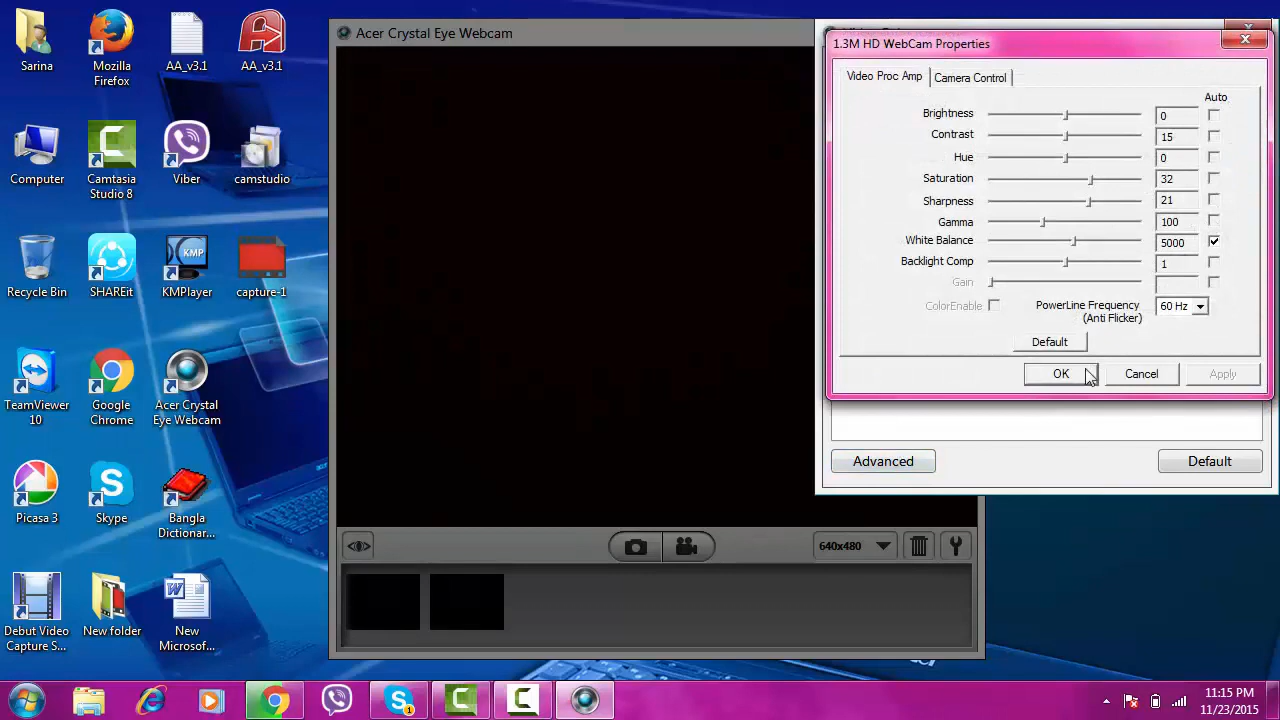 Sarina
Mozilla
Firefox
AA_v3.1
AA_v3.1
Computer
Camtasia
Studio 8
Viber
camstudio
Recycle Bin
SHAREit
KMP
KMPlayer
capture-1
TeamViewer
10
Google
Chrome
Acer Crystal
Eye Webcam
Picasa 3
Skype
Bangla
Dictionar...
Debut Video
Capture S...
New folder
New
Microsof...
Acer Crystal Eye Webcam
640x480
1.3M HD WebCam Properties
Video Proc Amp
Camera Control
Auto
Brightness 0
Contrast 15
Hue 0
Saturation 32
Sharpness 21
Gamma 100
White Balance 5000
Backlight Comp 1
Gain
ColorEnable
PowerLine Frequency
(Anti Flicker)
60 Hz
Default
OK
Cancel
Apply
Advanced
Default
1
11:15 PM
11/23/2015